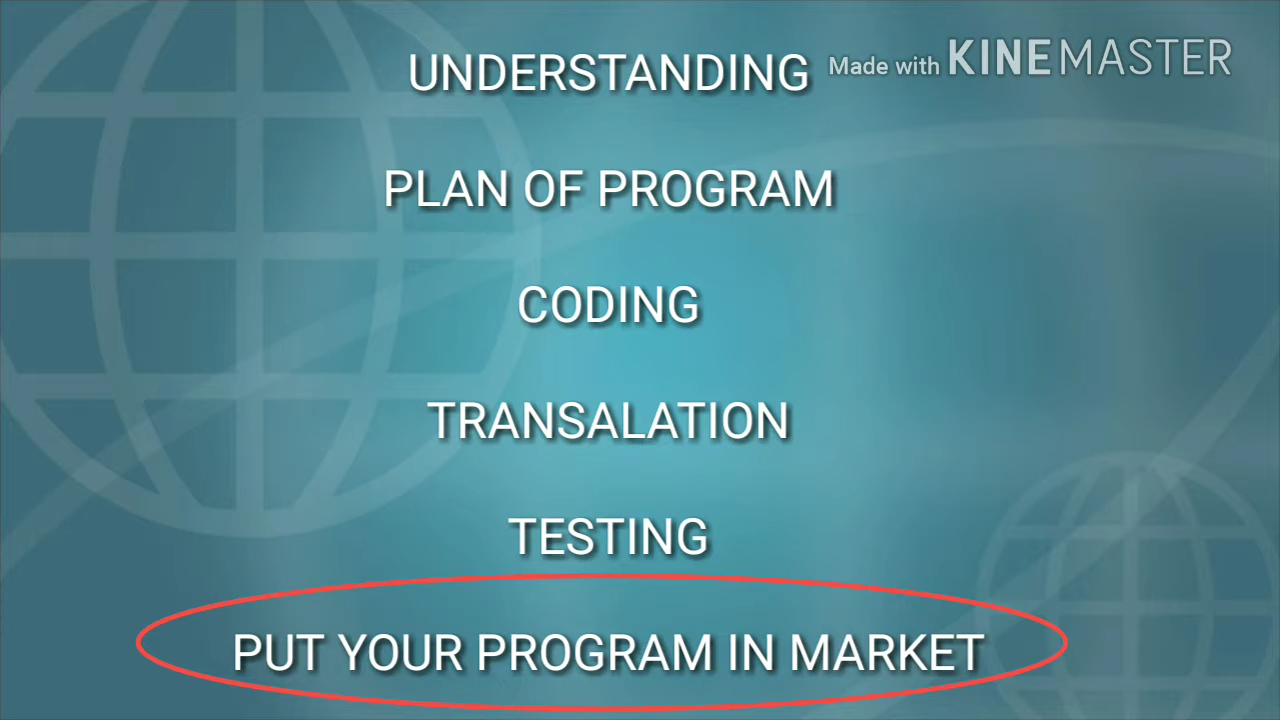 UNDERSTANDING
Made with KINEMASTER
PLAN OF PROGRAM
CODING
TRANSALATION
TESTING
PUT YOUR PROGRAM IN MARKET